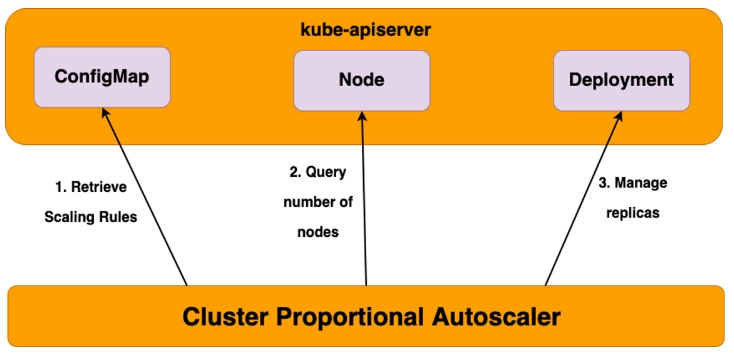 kube-apiserver
ConfigMap
Node
Deployment
1. Retrieve
Scaling Rules
2. Query
number of
nodes
3. Manage
replicas
Cluster Proportional Autoscaler